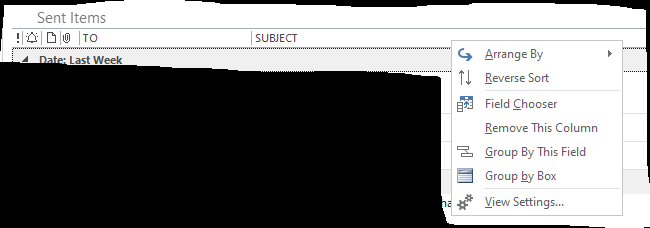 Sent Items
! TO SUBJECT
Date: Last Week
Arrange By
Reverse Sort
Field Chooser
Remove This Column
Group By This Field
Group by Box
View Settings...